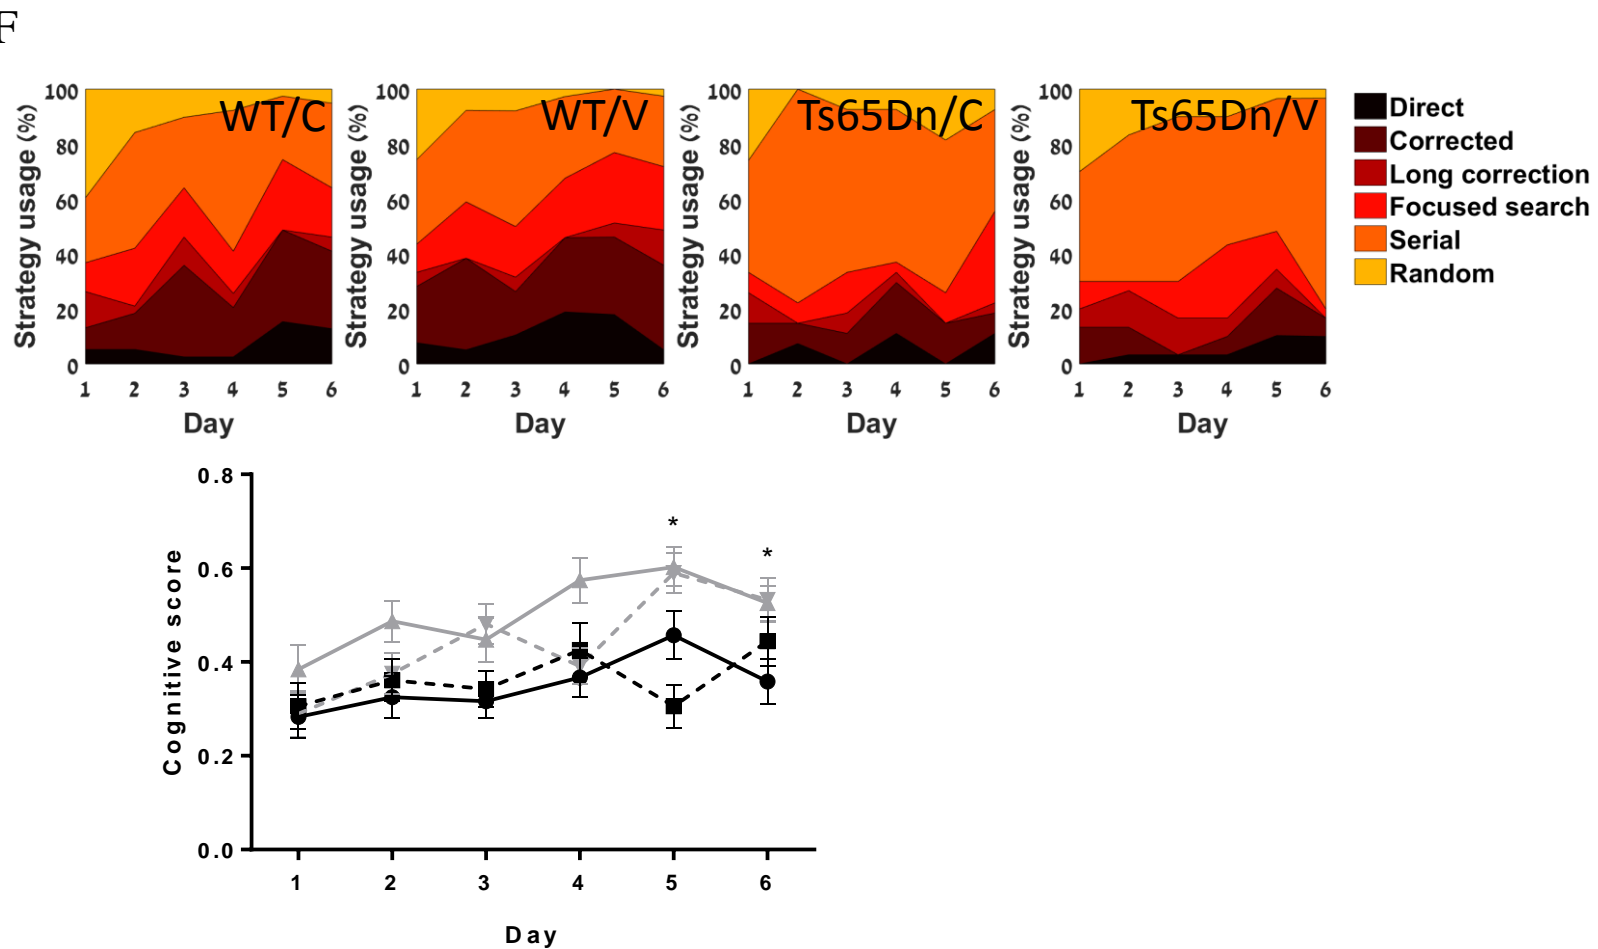 F
WT/C
WT/V
Ts65Dn/C
Ts65Dn/V
Strategy usage (%)
100
80
60
40
20
0
1 2 3 4 5 6
Day
Strategy usage (%)
100
80
60
40
20
0
1 2 3 4 5 6
Day
Strategy usage (%)
100
80
60
40
20
0
1 2 3 4 5 6
Day
Strategy usage (%)
100
80
60
40
20
0
1 2 3 4 5 6
Day
Direct
Corrected
Long correction
Focused search
Serial
Random
Cognitive score
0.8
0.6
0.4
0.2
0.0
*
*
1 2 3 4 5 6
Day